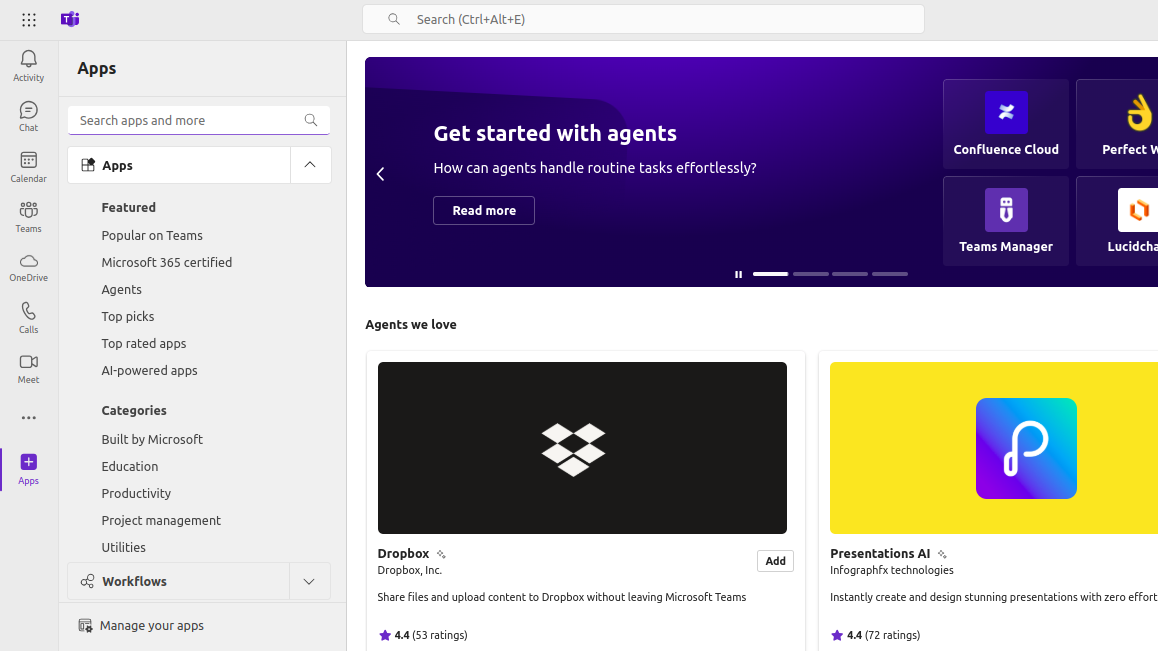 Search (Ctrl+Alt+E)
Activity
Chat
Calendar
Teams
OneDrive
Calls
Meet
Apps
Apps
Search apps and more
Apps
Featured
Popular on Teams
Microsoft 365 certified
Agents
Top picks
Top rated apps
AI-powered apps
Categories
Built by Microsoft
Education
Productivity
Project management
Utilities
Workflows
Manage your apps
Get started with agents
How can agents handle routine tasks effortlessly?
Read more
Confluence Cloud
Perfect W
Teams Manager
Lucidcha
Agents we love
Dropbox
Dropbox, Inc.
Add
Share files and upload content to Dropbox without leaving Microsoft Teams
4.4 (53 ratings)
Presentations AI
Infographfx technologies
Instantly create and design stunning presentations with zero effort
4.4 (72 ratings)